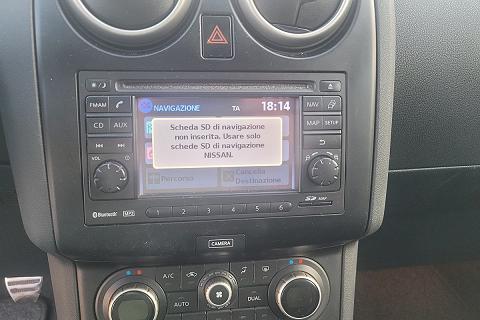 NAVIGAZIONE TA 18:14
FM·AM
NAV
Scheda SD di navigazione
non inserita. Usare solo
schede SD di navigazione
NISSAN.
CD AUX
MAP SETUP
VOL
Percorso
Cancella
Destinazione
Bluetooth MP3 1 2 3 4 5 6 SD MAP
CAMERA
A/C
AUTO DUAL